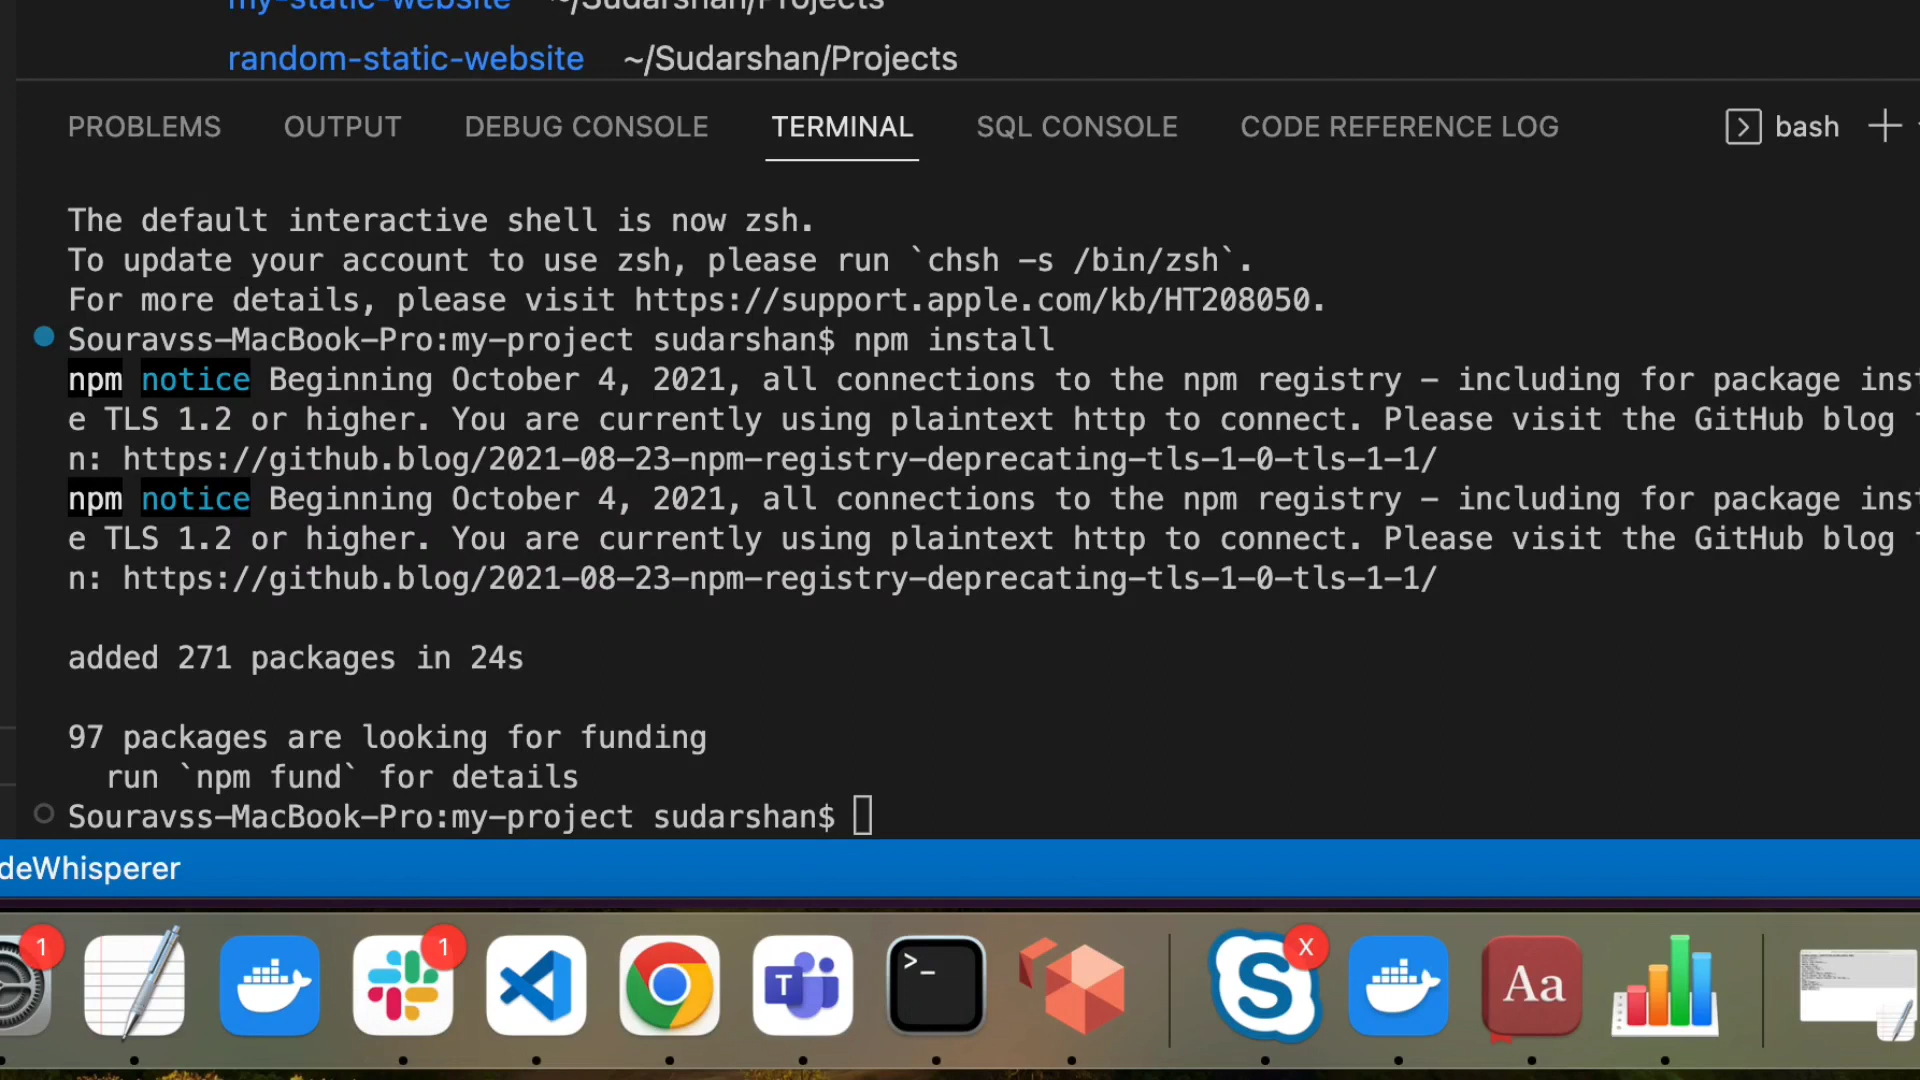 my-static-website ~/Sudarshan/Projects
random-static-website ~/Sudarshan/Projects
PROBLEMS OUTPUT DEBUG CONSOLE TERMINAL SQL CONSOLE CODE REFERENCE LOG bash
The default interactive shell is now zsh.
To update your account to use zsh, please run `chsh -s /bin/zsh`.
For more details, please visit https://support.apple.com/kb/HT208050.
Souravss-MacBook-Pro:my-project sudarshan$ npm install
npm notice Beginning October 4, 2021, all connections to the npm registry - including for package inst
e TLS 1.2 or higher. You are currently using plaintext http to connect. Please visit the GitHub blog
n: https://github.blog/2021-08-23-npm-registry-deprecating-tls-1-0-tls-1-1/
npm notice Beginning October 4, 2021, all connections to the npm registry - including for package inst
e TLS 1.2 or higher. You are currently using plaintext http to connect. Please visit the GitHub blog
n: https://github.blog/2021-08-23-npm-registry-deprecating-tls-1-0-tls-1-1/
added 271 packages in 24s
97 packages are looking for funding
run `npm fund` for details
Souravss-MacBook-Pro:my-project sudarshan$
deWhisperer
1 1 T >_ S X Aa